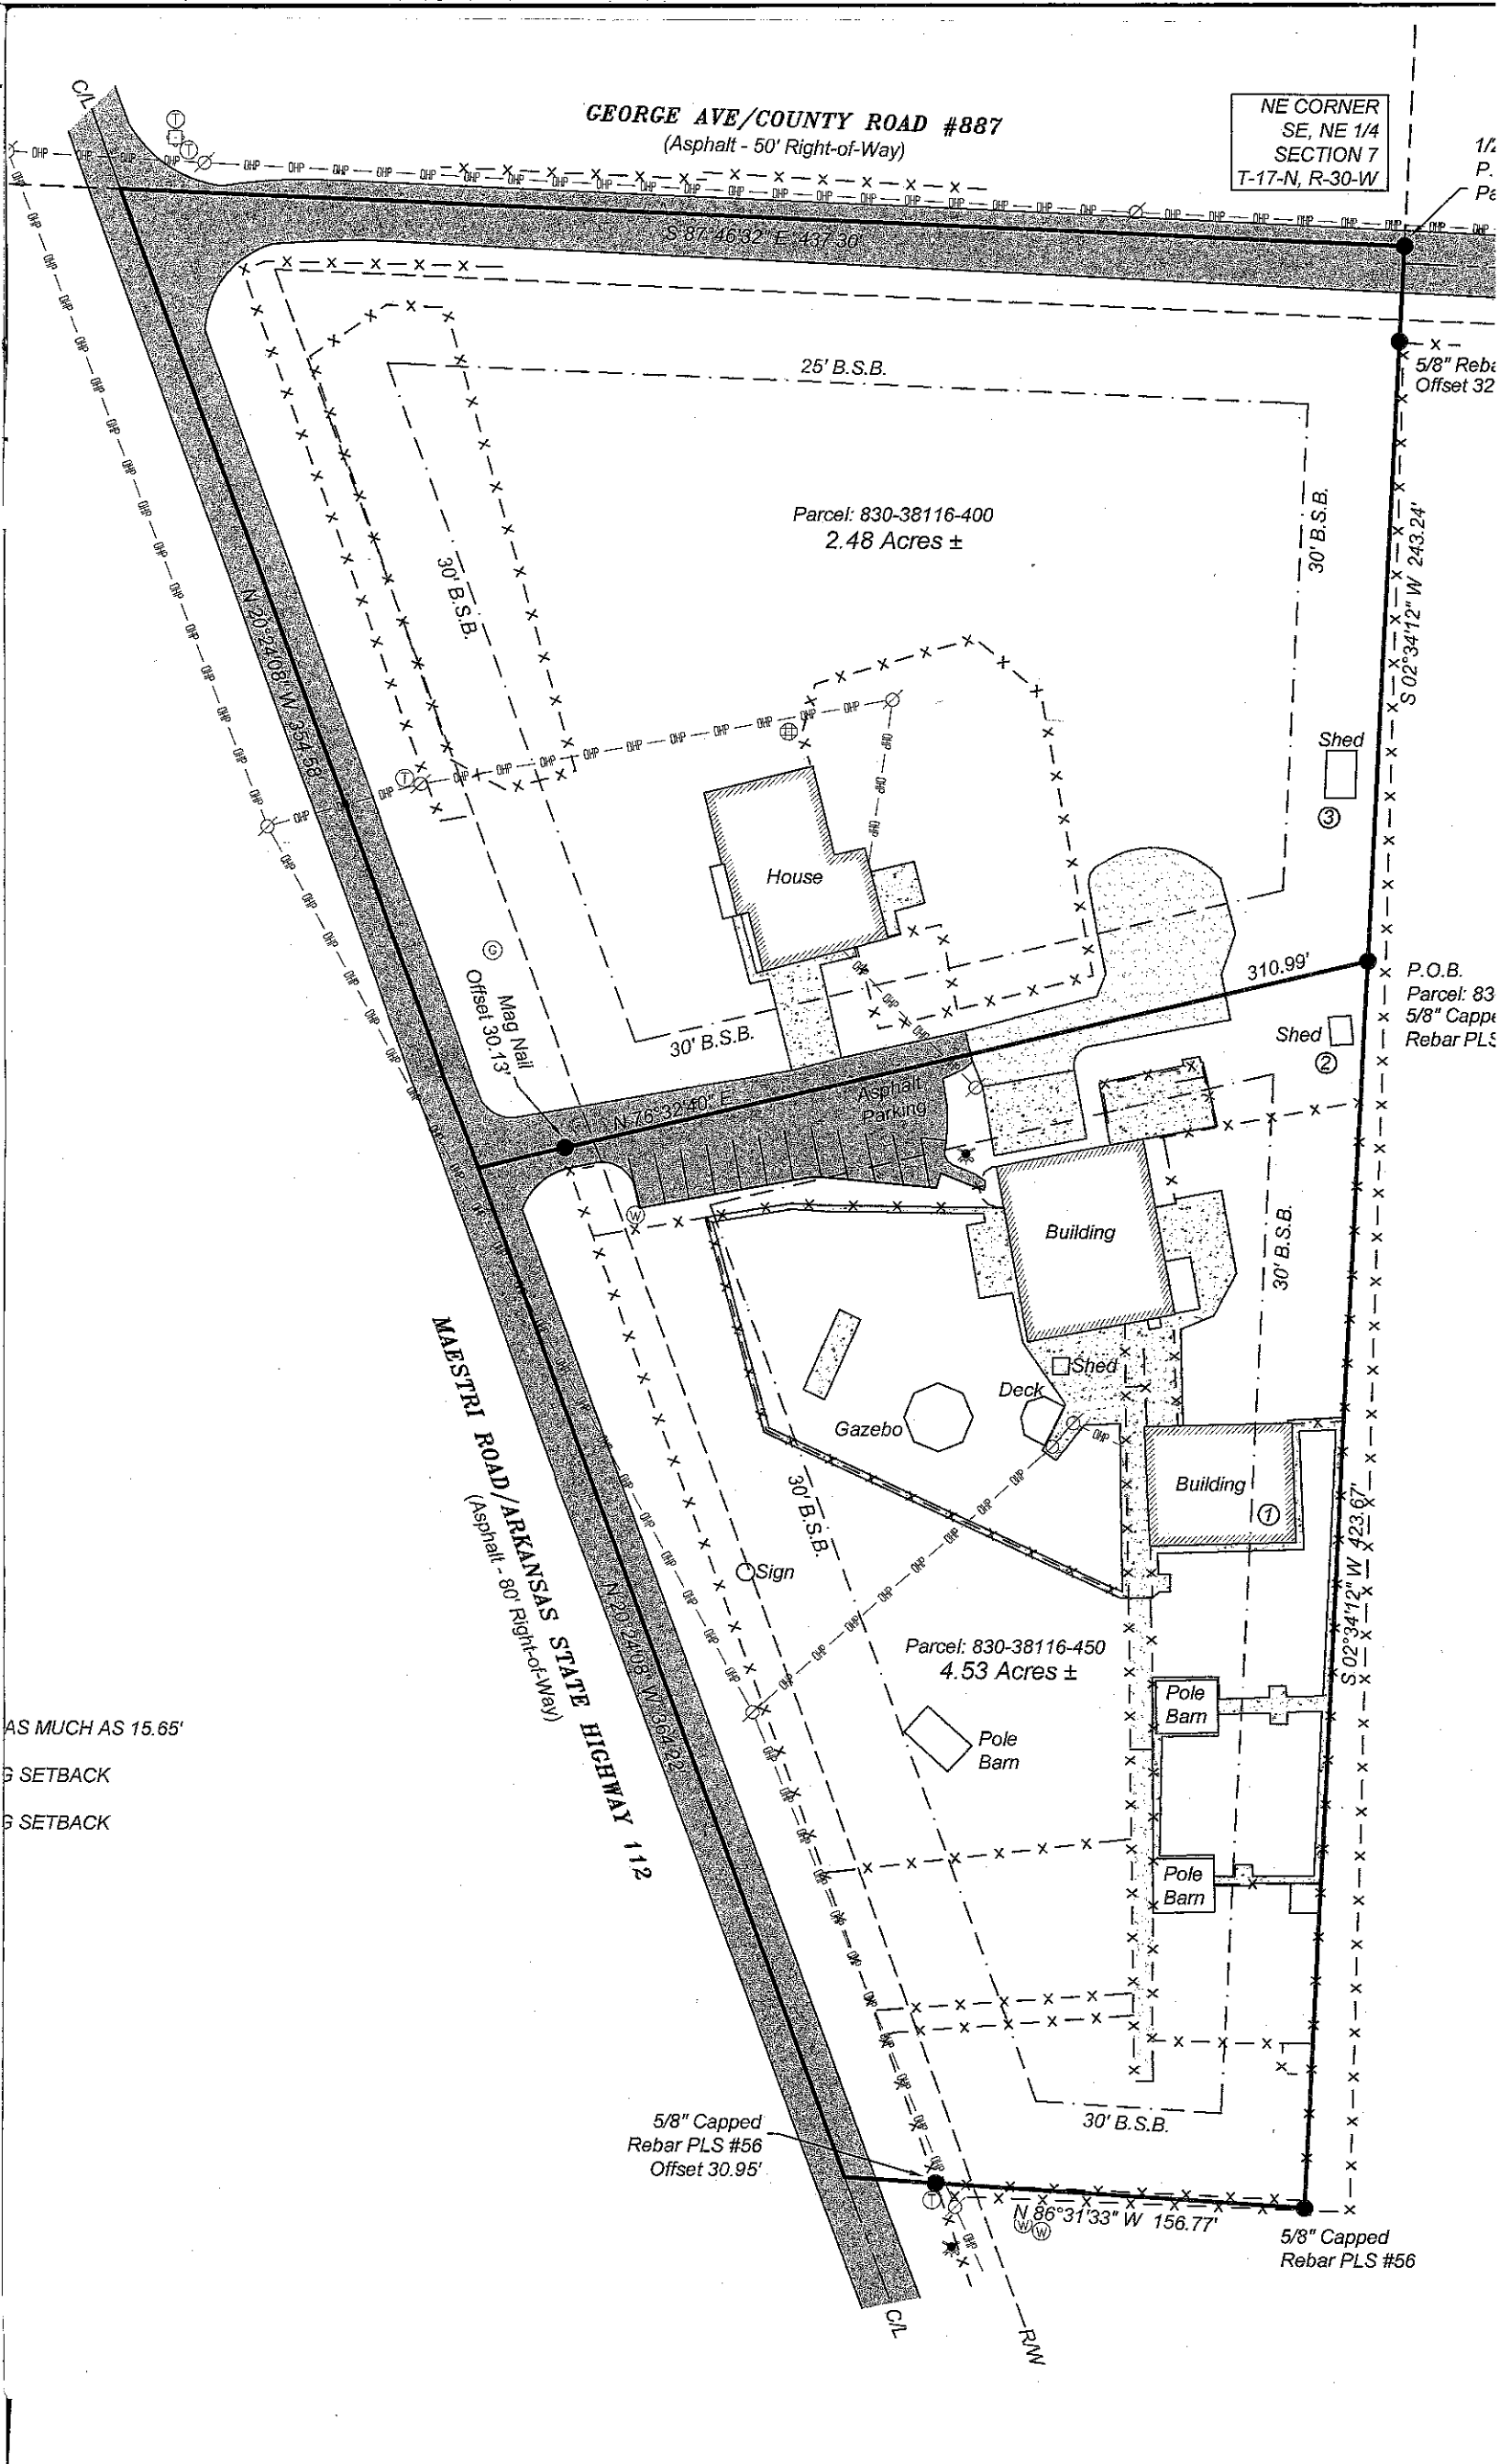 C/L
GEORGE AVE/COUNTY ROAD #887
(Asphalt - 50' Right-of-Way)
NE CORNER
SE, NE 1/4
SECTION 7
T-17-N, R-30-W
S 87°46'32" E 437.30'
25' B.S.B.
5/8" Reba
Offset 32
Parcel: 830-38116-400
2.48 Acres ±
30' B.S.B.
30' B.S.B.
S 02°34'12" W 243.24'
N 20°24'08" W 354.58'
Shed
3
House
G
Mag Nail
Offset 30.13'
310.99'
P.O.B.
Parcel: 83
5/8" Cappe
Rebar PLS
Shed
2
30' B.S.B.
N 76°32'40" E
Asphalt
Parking
W
Building
30' B.S.B.
MAESTRI ROAD/ARKANSAS STATE HIGHWAY 112
(Asphalt - 80' Right-of-Way)
Shed
Deck
Gazebo
Building
1
30' B.S.B.
Sign
S 02°34'12" W 423.67'
N 20°24'08" W 364.22'
Parcel: 830-38116-450
4.53 Acres ±
Pole
Barn
Pole
Barn
AS MUCH AS 15.65'
G SETBACK
G SETBACK
Pole
Barn
30' B.S.B.
5/8" Capped
Rebar PLS #56
Offset 30.95'
T
N 86°31'33" W 156.77'
W W
5/8" Capped
Rebar PLS #56
C/L
R/W